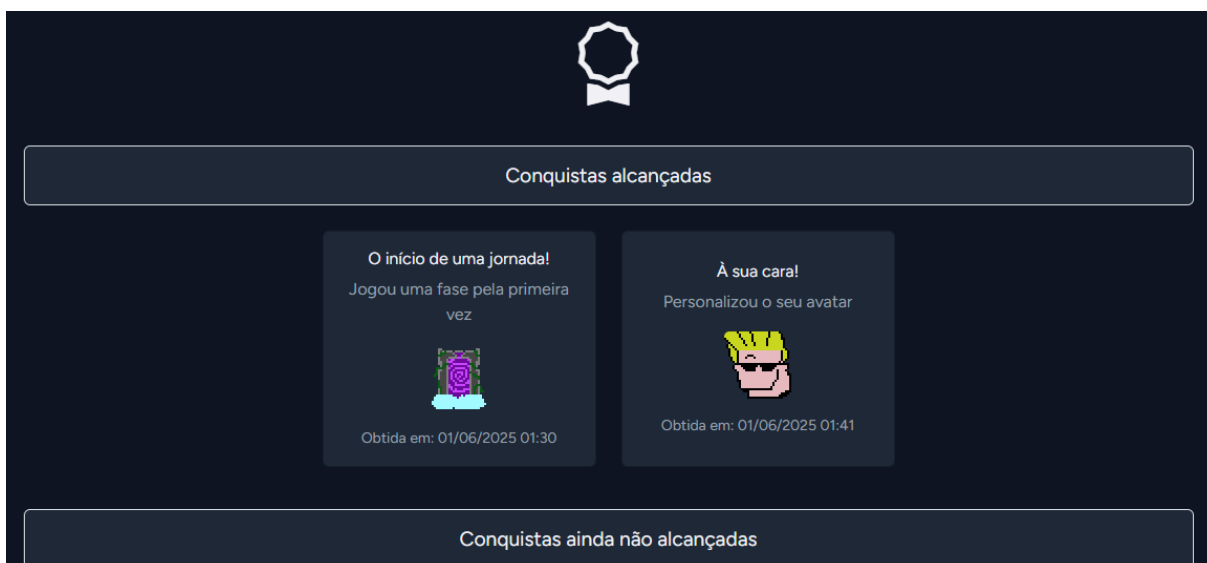 Conquistas alcançadas
O início de uma jornada!
Jogou uma fase pela primeira
vez
Obtida em: 01/06/2025 01:30
À sua cara!
Personalizou o seu avatar
Obtida em: 01/06/2025 01:41
Conquistas ainda não alcançadas